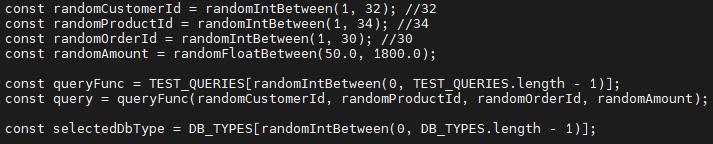 const randomCustomerId = randomIntBetween(1, 32); //32
const randomProductId = randomIntBetween(1, 34); //34
const randomOrderId = randomIntBetween(1, 30); //30
const randomAmount = randomFloatBetween(50.0, 1800.0);

const queryFunc = TEST_QUERIES[randomIntBetween(0, TEST_QUERIES.length - 1)];
const query = queryFunc(randomCustomerId, randomProductId, randomOrderId, randomAmount);

const selectedDbType = DB_TYPES[randomIntBetween(0, DB_TYPES.length - 1)];